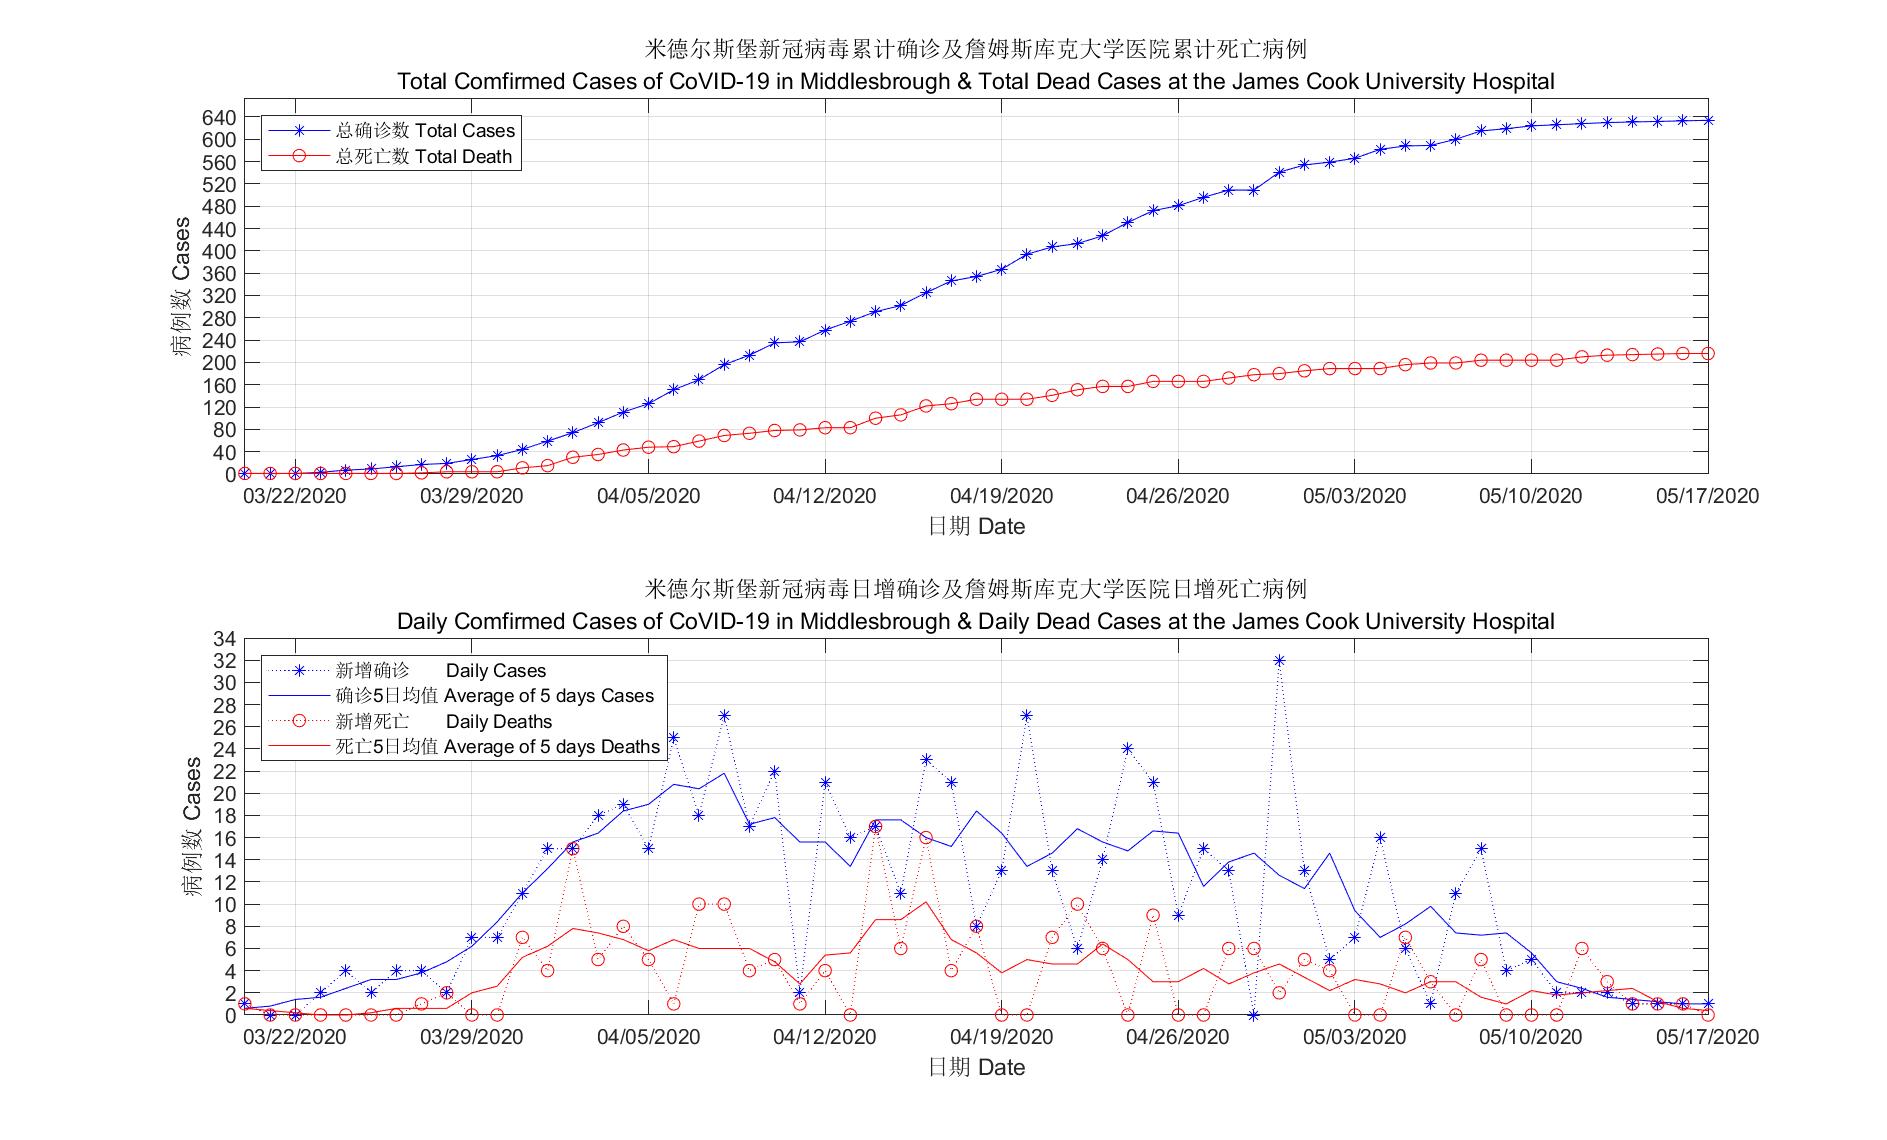 米德尔斯堡新冠病毒累计确诊及詹姆斯库克大学医院累计死亡病例
Total Comfirmed Cases of CoVID-19 in Middlesbrough & Total Dead Cases at the James Cook University Hospital
总确诊数 Total Cases
总死亡数 Total Death
病例数 Cases
640
600
560
520
480
440
400
360
320
280
240
200
160
120
80
40
0
03/22/2020 03/29/2020 04/05/2020 04/12/2020 04/19/2020 04/26/2020 05/03/2020 05/10/2020 05/17/2020
日期 Date
米德尔斯堡新冠病毒日增确诊及詹姆斯库克大学医院日增死亡病例
Daily Comfirmed Cases of CoVID-19 in Middlesbrough & Daily Dead Cases at the James Cook University Hospital
新增确诊 Daily Cases
确诊5日均值 Average of 5 days Cases
新增死亡 Daily Deaths
死亡5日均值 Average of 5 days Deaths
病例数 Cases
34
32
30
28
26
24
22
20
18
16
14
12
10
8
6
4
2
0
03/22/2020 03/29/2020 04/05/2020 04/12/2020 04/19/2020 04/26/2020 05/03/2020 05/10/2020 05/17/2020
日期 Date